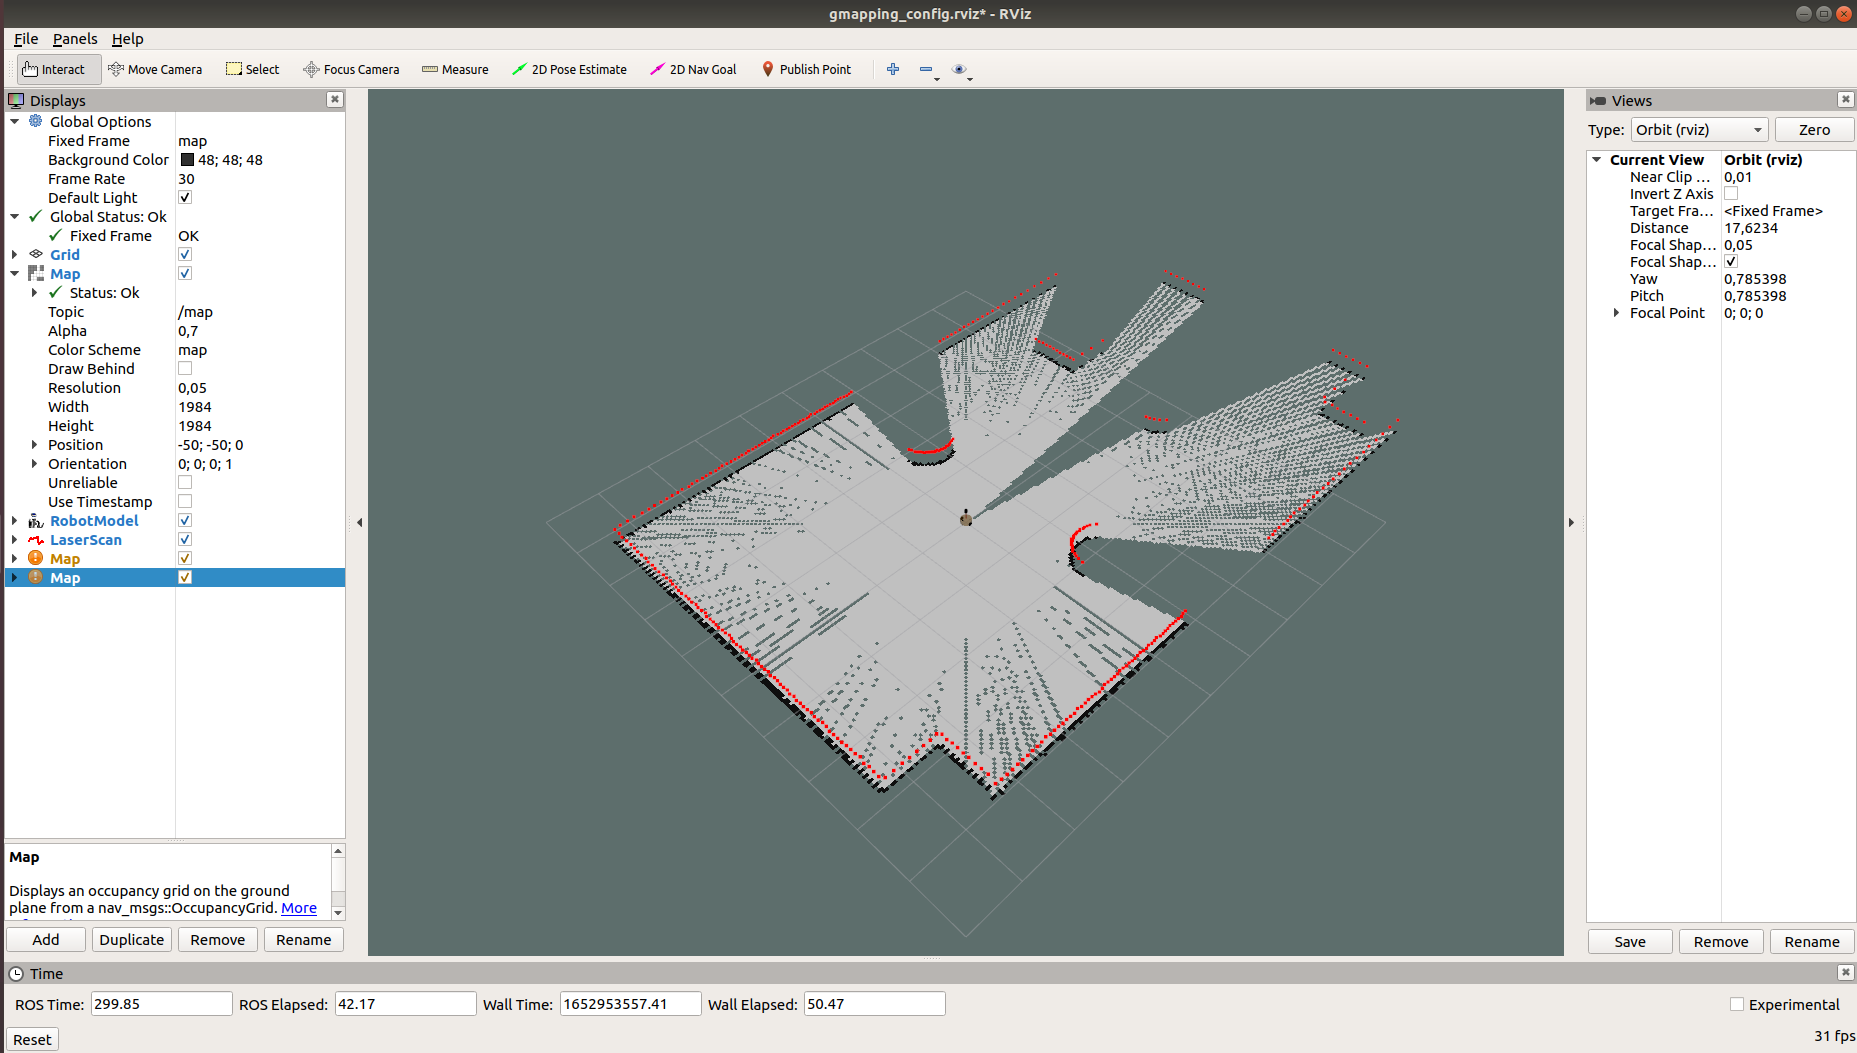 gmapping_config.rviz* - RViz
File Panels Help
Interact Move Camera Select Focus Camera Measure 2D Pose Estimate 2D Nav Goal Publish Point
Displays
Global Options
Fixed Frame map
Background Color 48; 48; 48
Frame Rate 30
Default Light
Global Status: Ok
Fixed Frame OK
Grid
Map
Status: Ok
Topic /map
Alpha 0,7
Color Scheme map
Draw Behind
Resolution 0,05
Width 1984
Height 1984
Position -50; -50; 0
Orientation 0; 0; 0; 1
Unreliable
Use Timestamp
RobotModel
LaserScan
Map
Map
Map
Displays an occupancy grid on the ground
plane from a nav_msgs::OccupancyGrid. More
Add Duplicate Remove Rename
Views
Type: Orbit (rviz) Zero
Current View Orbit (rviz)
Near Clip ... 0,01
Invert Z Axis
Target Fra... <Fixed Frame>
Distance 17,6234
Focal Shap... 0,05
Focal Shap...
Yaw 0,785398
Pitch 0,785398
Focal Point 0; 0; 0
Save Remove Rename
Time
ROS Time: 299.85 ROS Elapsed: 42.17 Wall Time: 1652953557.41 Wall Elapsed: 50.47 Experimental
Reset 31 fps